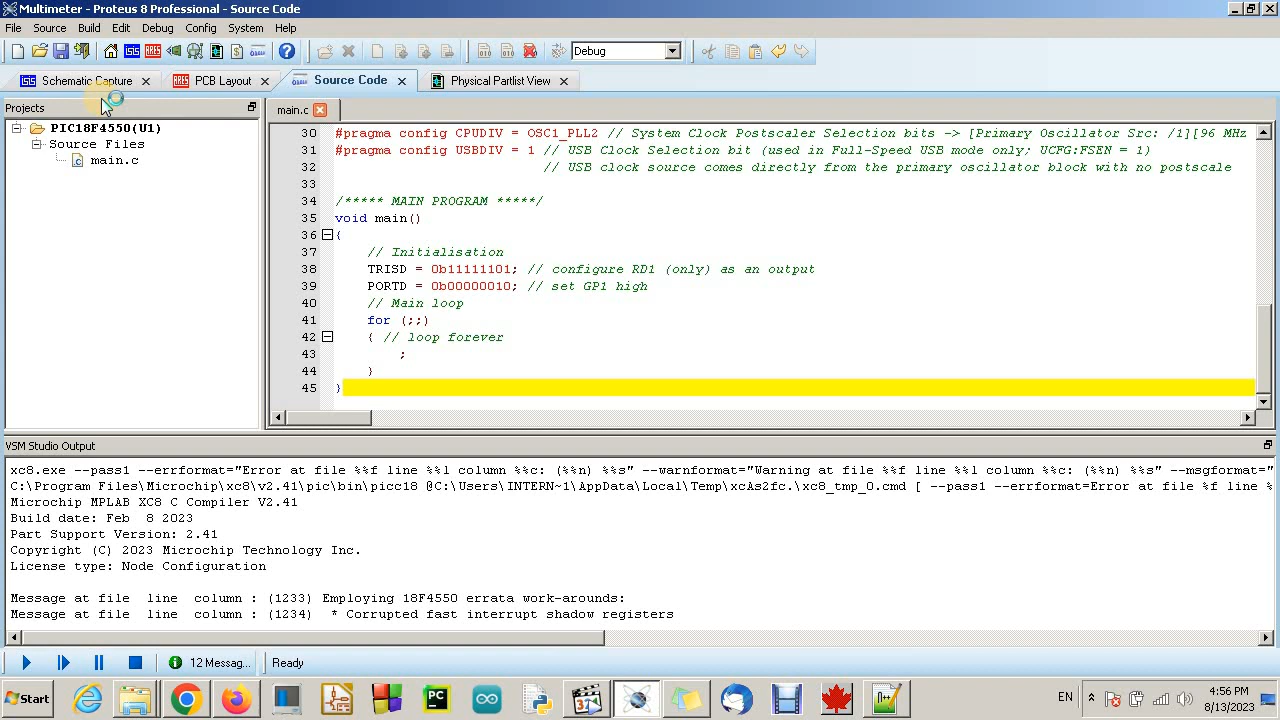 Multimeter - Proteus 8 Professional - Source Code
File Source Build Edit Debug Config System Help
Debug
Schematic Capture PCB Layout Source Code Physical Partlist View
Projects
PIC18F4550(U1)
Source Files
main.c
main.c
30 #pragma config CPUDIV = OSC1_PLL2 // System Clock Postscaler Selection bits -> [Primary Oscillator Src: /1][96 MHz
31 #pragma config USBDIV = 1 // USB Clock Selection bit (used in Full-Speed USB mode only; UCFG:FSEN = 1)
32 // USB clock source comes directly from the primary oscillator block with no postscale
33
34 /***** MAIN PROGRAM *****/
35 void main()
36 {
37 // Initialisation
38 TRISD = 0b11111101; // configure RD1 (only) as an output
39 PORTD = 0b00000010; // set GP1 high
40 // Main loop
41 for (;;)
42 { // loop forever
43 ;
44 }
45 }
VSM Studio Output
xc8.exe --pass1 --errformat="Error at file %%f line %%l column %%c: (%%n) %%s" --warnformat="Warning at file %%f line %%l column %%c: (%%n) %%s" --msgformat="
C:\Program Files\Microchip\xc8\v2.41\pic\bin\picc18 @C:\Users\INTERN~1\AppData\Local\Temp\xcAs2fc.\xc8_tmp_0.cmd [ --pass1 --errformat=Error at file %f line %
Microchip MPLAB XC8 C Compiler V2.41
Build date: Feb 8 2023
Part Support Version: 2.41
Copyright (C) 2023 Microchip Technology Inc.
License type: Node Configuration
Message at file line column : (1233) Employing 18F4550 errata work-arounds:
Message at file line column : (1234) * Corrupted fast interrupt shadow registers
12 Messag... Ready
Start EN 4:56 PM
8/13/2023